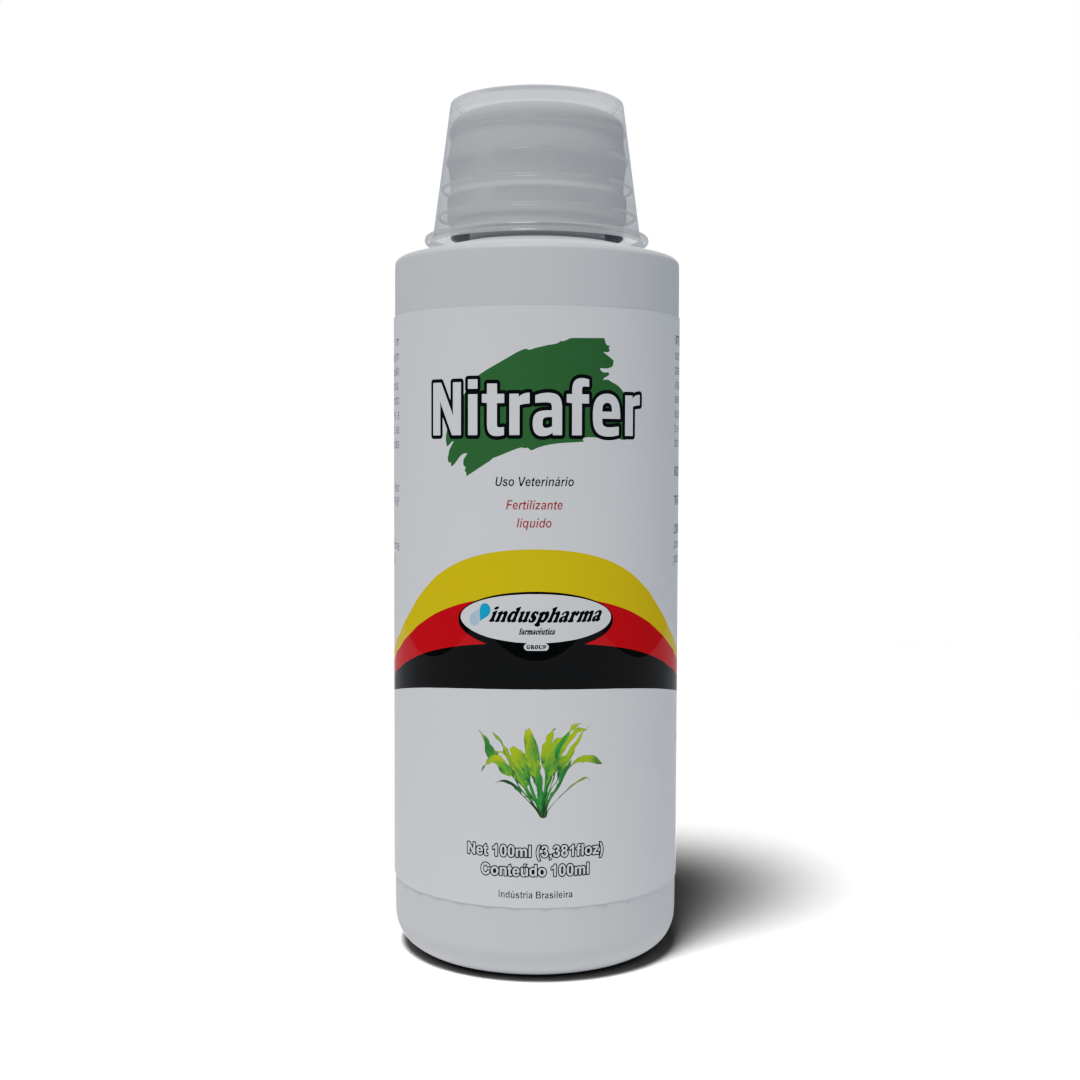 Nitrafer
Uso Veterinário
Fertilizante
liquido
induspharma
farmacêutica
GROUP
Net 100ml (3,381floz)
Conteúdo 100ml
Indústria Brasileira